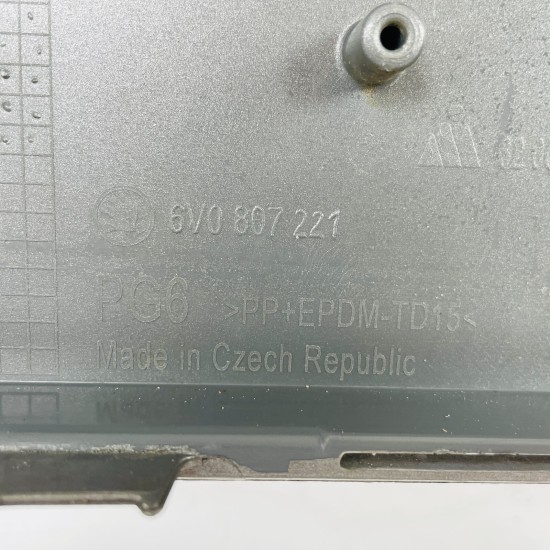 6V0 807 221
PG6 >PP+EPDM-TD15<
Made in Czech Republic